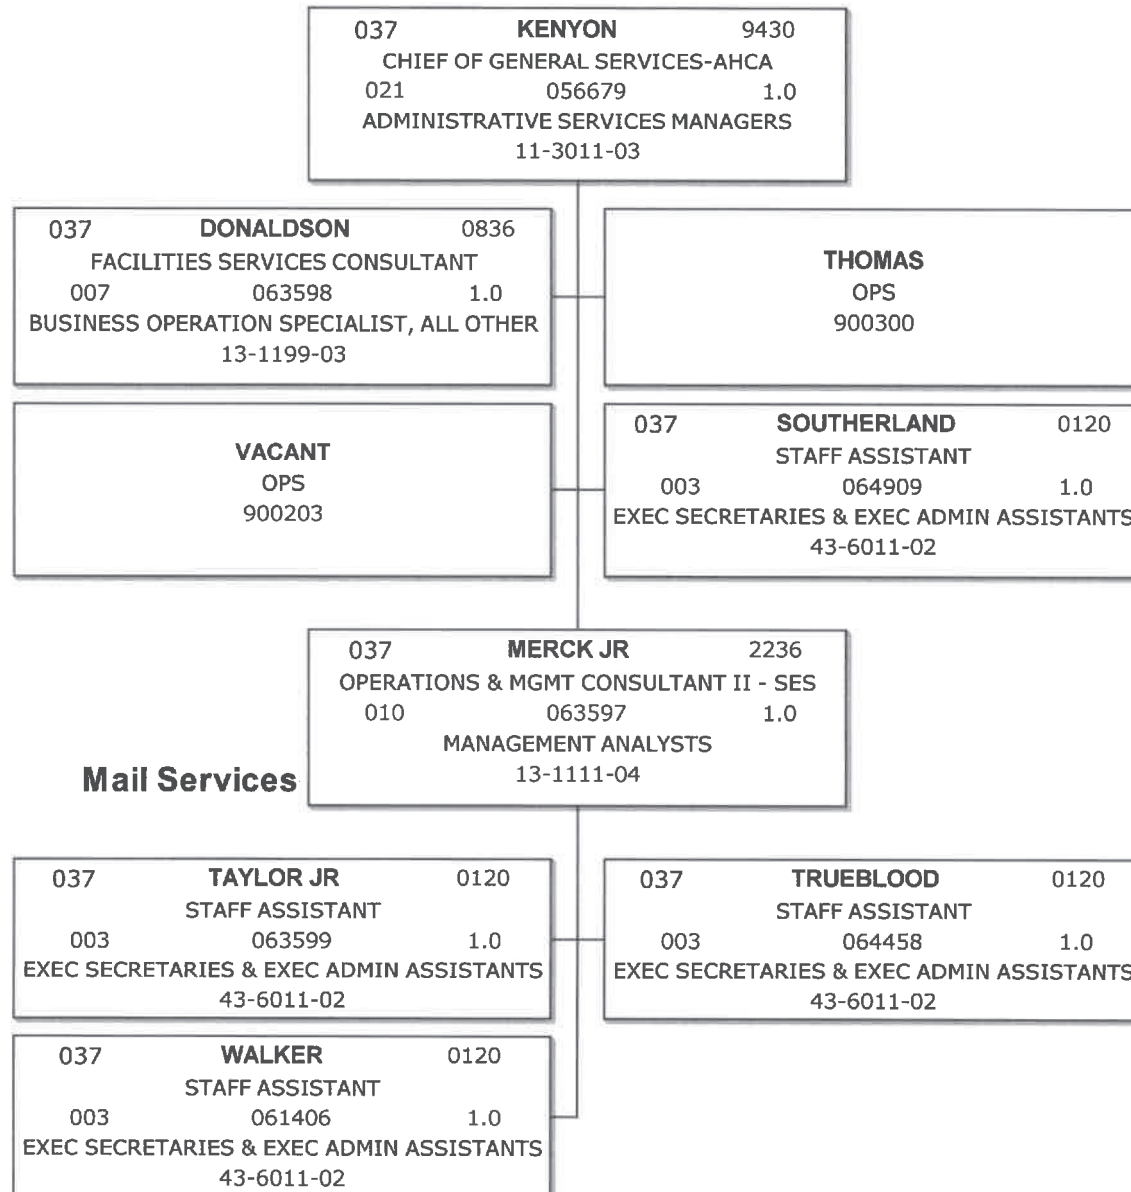 037 KENYON 9430
CHIEF OF GENERAL SERVICES-AHCA
021 056679 1.0
ADMINISTRATIVE SERVICES MANAGERS
11-3011-03
037 DONALDSON 0836
FACILITIES SERVICES CONSULTANT
007 063598 1.0
BUSINESS OPERATION SPECIALIST, ALL OTHER
13-1199-03
THOMAS
OPS
900300
VACANT
OPS
900203
037 SOUTHERLAND 0120
STAFF ASSISTANT
003 064909 1.0
EXEC SECRETARIES & EXEC ADMIN ASSISTANTS
43-6011-02
037 MERCK JR 2236
OPERATIONS & MGMT CONSULTANT II - SES
010 063597 1.0
MANAGEMENT ANALYSTS
13-1111-04
Mail Services
037 TAYLOR JR 0120
STAFF ASSISTANT
003 063599 1.0
EXEC SECRETARIES & EXEC ADMIN ASSISTANTS
43-6011-02
037 TRUEBLOOD 0120
STAFF ASSISTANT
003 064458 1.0
EXEC SECRETARIES & EXEC ADMIN ASSISTANTS
43-6011-02
037 WALKER 0120
STAFF ASSISTANT
003 061406 1.0
EXEC SECRETARIES & EXEC ADMIN ASSISTANTS
43-6011-02